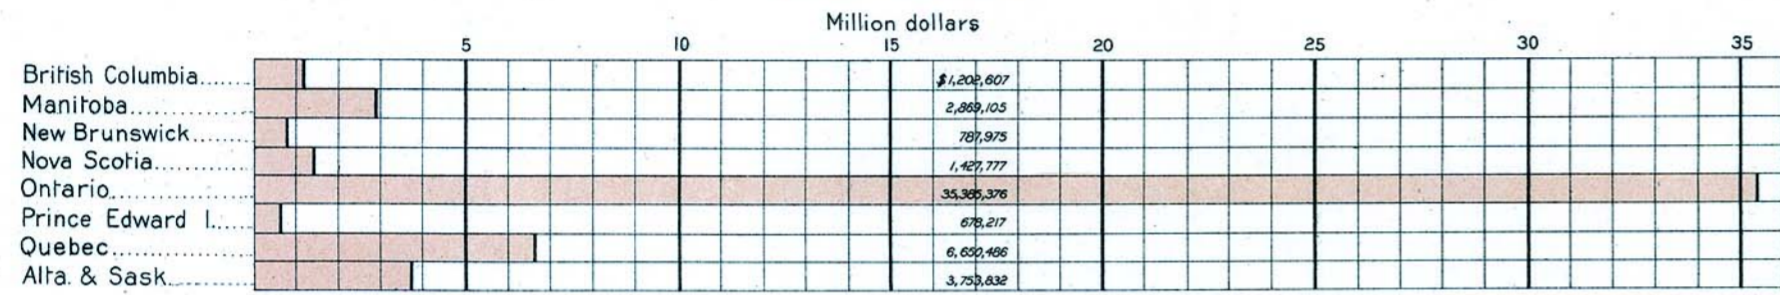 Million dollars
5 10 15 20 25 30 35
British Columbia...... $1,202,607
Manitoba.............. 2,869,105
New Brunswick....... 787,975
Nova Scotia............ 1,427,777
Ontario................. 35,385,376
Prince Edward I...... 678,217
Quebec................. 6,650,486
Alta. & Sask........... 3,753,832